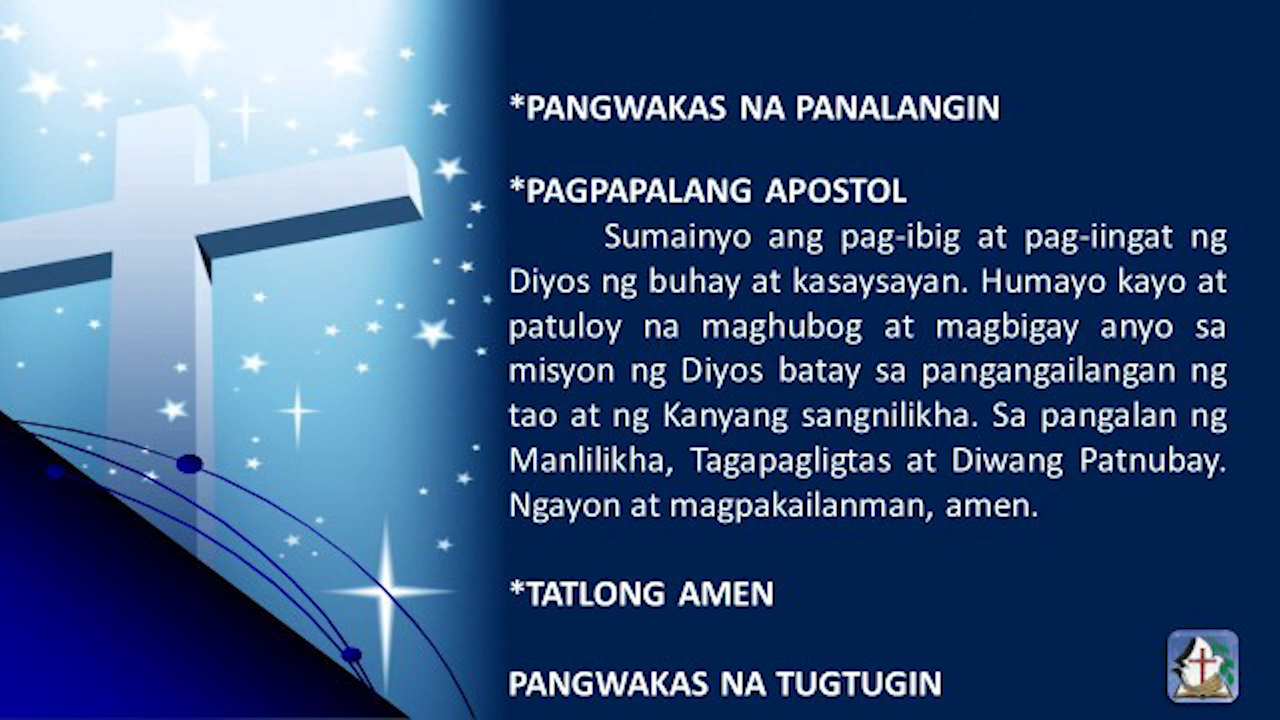 *PANGWAKAS NA PANALANGIN
*PAGPAPALANG APOSTOL
Sumainyo ang pag-ibig at pag-iingat ng
Diyos ng buhay at kasaysayan. Humayo kayo at
patuloy na maghubog at magbigay anyo sa
misyon ng Diyos batay sa pangangailangan ng
tao at ng Kanyang sangnilikha. Sa pangalan ng
Manlilikha, Tagapagligtas at Diwang Patnubay.
Ngayon at magpakailanman, amen.
*TATLONG AMEN
PANGWAKAS NA TUGTUGIN